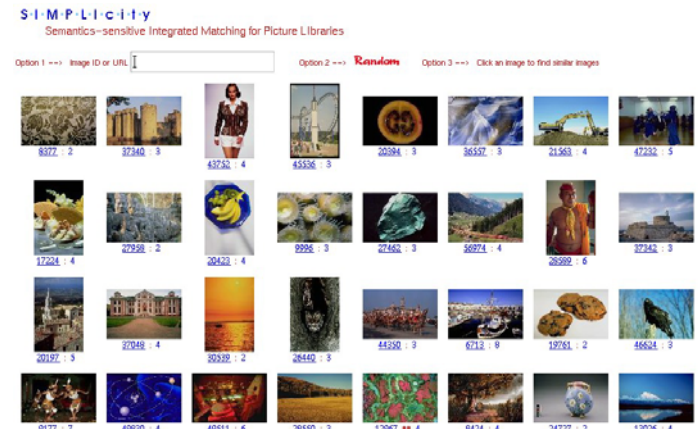 S·I·M·P·L·I·c·i·t·y
Semantics-sensitive Integrated Matching for Picture LIbraries
Option 1 --> Image ID or URL Option 2 --> Random Option 3 --> Click an image to find similar images
8377 : 2 37340 : 3 43752 : 4 45536 : 3 20394 : 3 36557 : 3 21563 : 4 47232 : 5
17224 : 4 27958 : 2 20423 : 4 9996 : 3 27462 : 3 56974 : 4 29599 : 6 37342 : 3
20197 : 5 37048 : 4 30539 : 2 26440 : 3 44350 : 3 6713 : 8 19761 : 2 46624 : 3